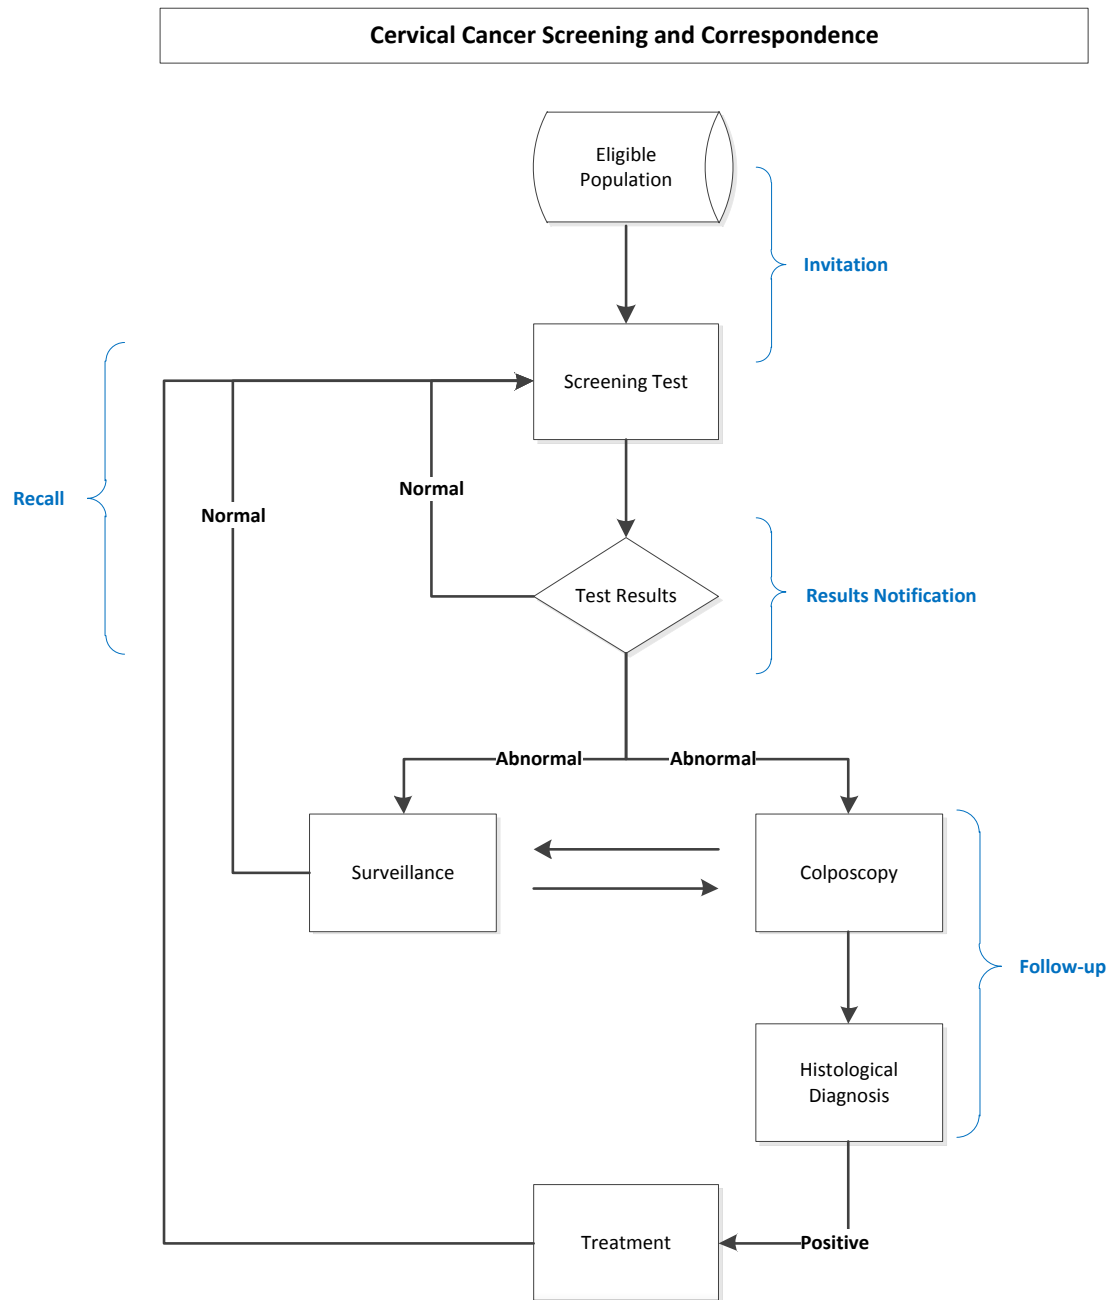 Cervical Cancer Screening and Correspondence
Eligible
Population
Invitation
Screening Test
Recall
Normal
Normal
Test Results
Results Notification
Abnormal
Abnormal
Surveillance
Colposcopy
Follow-up
Histological
Diagnosis
Treatment
Positive